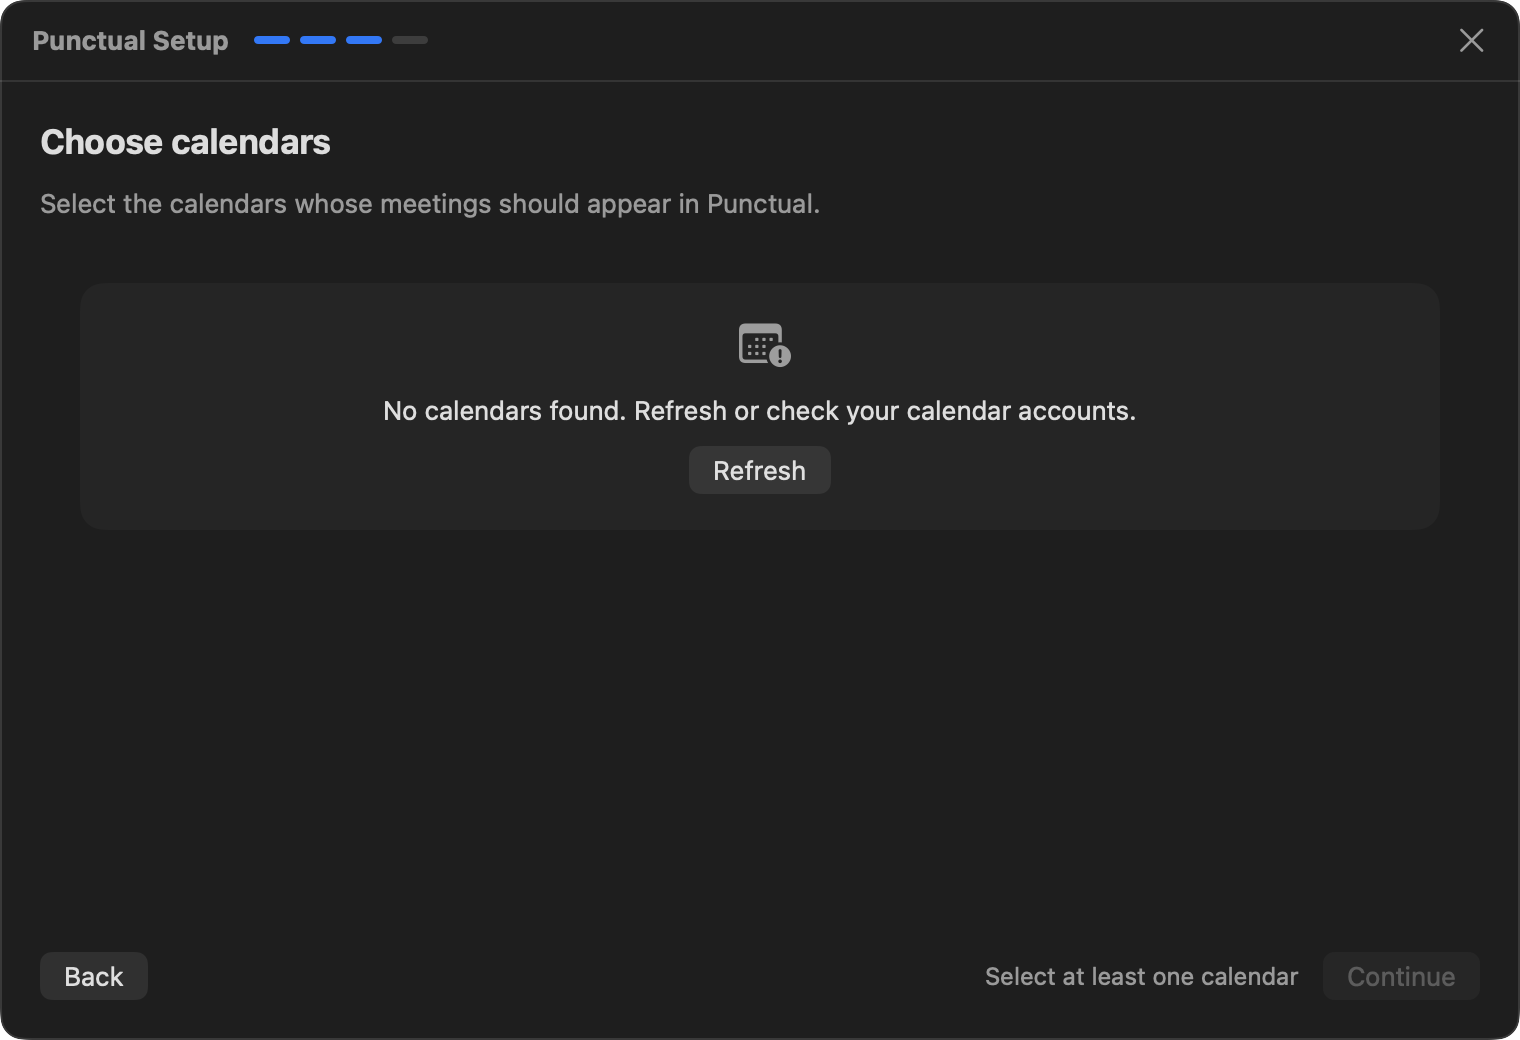 Punctual Setup
Choose calendars
Select the calendars whose meetings should appear in Punctual.
No calendars found. Refresh or check your calendar accounts.
Refresh
Back
Select at least one calendar
Continue